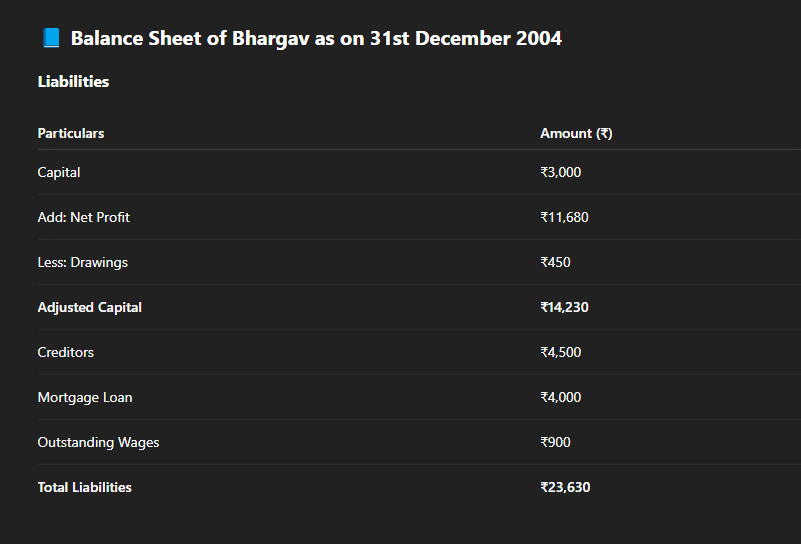 Balance Sheet of Bhargav as on 31st December 2004
Liabilities
Particulars Amount (₹)
Capital ₹3,000
Add: Net Profit ₹11,680
Less: Drawings ₹450
Adjusted Capital ₹14,230
Creditors ₹4,500
Mortgage Loan ₹4,000
Outstanding Wages ₹900
Total Liabilities ₹23,630